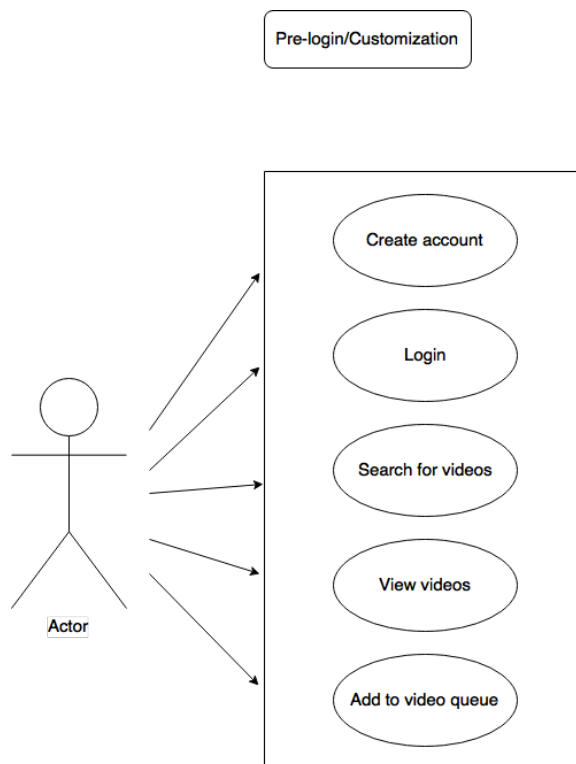 Pre-login/Customization
Create account
Login
Search for videos
View videos
Actor
Add to video queue